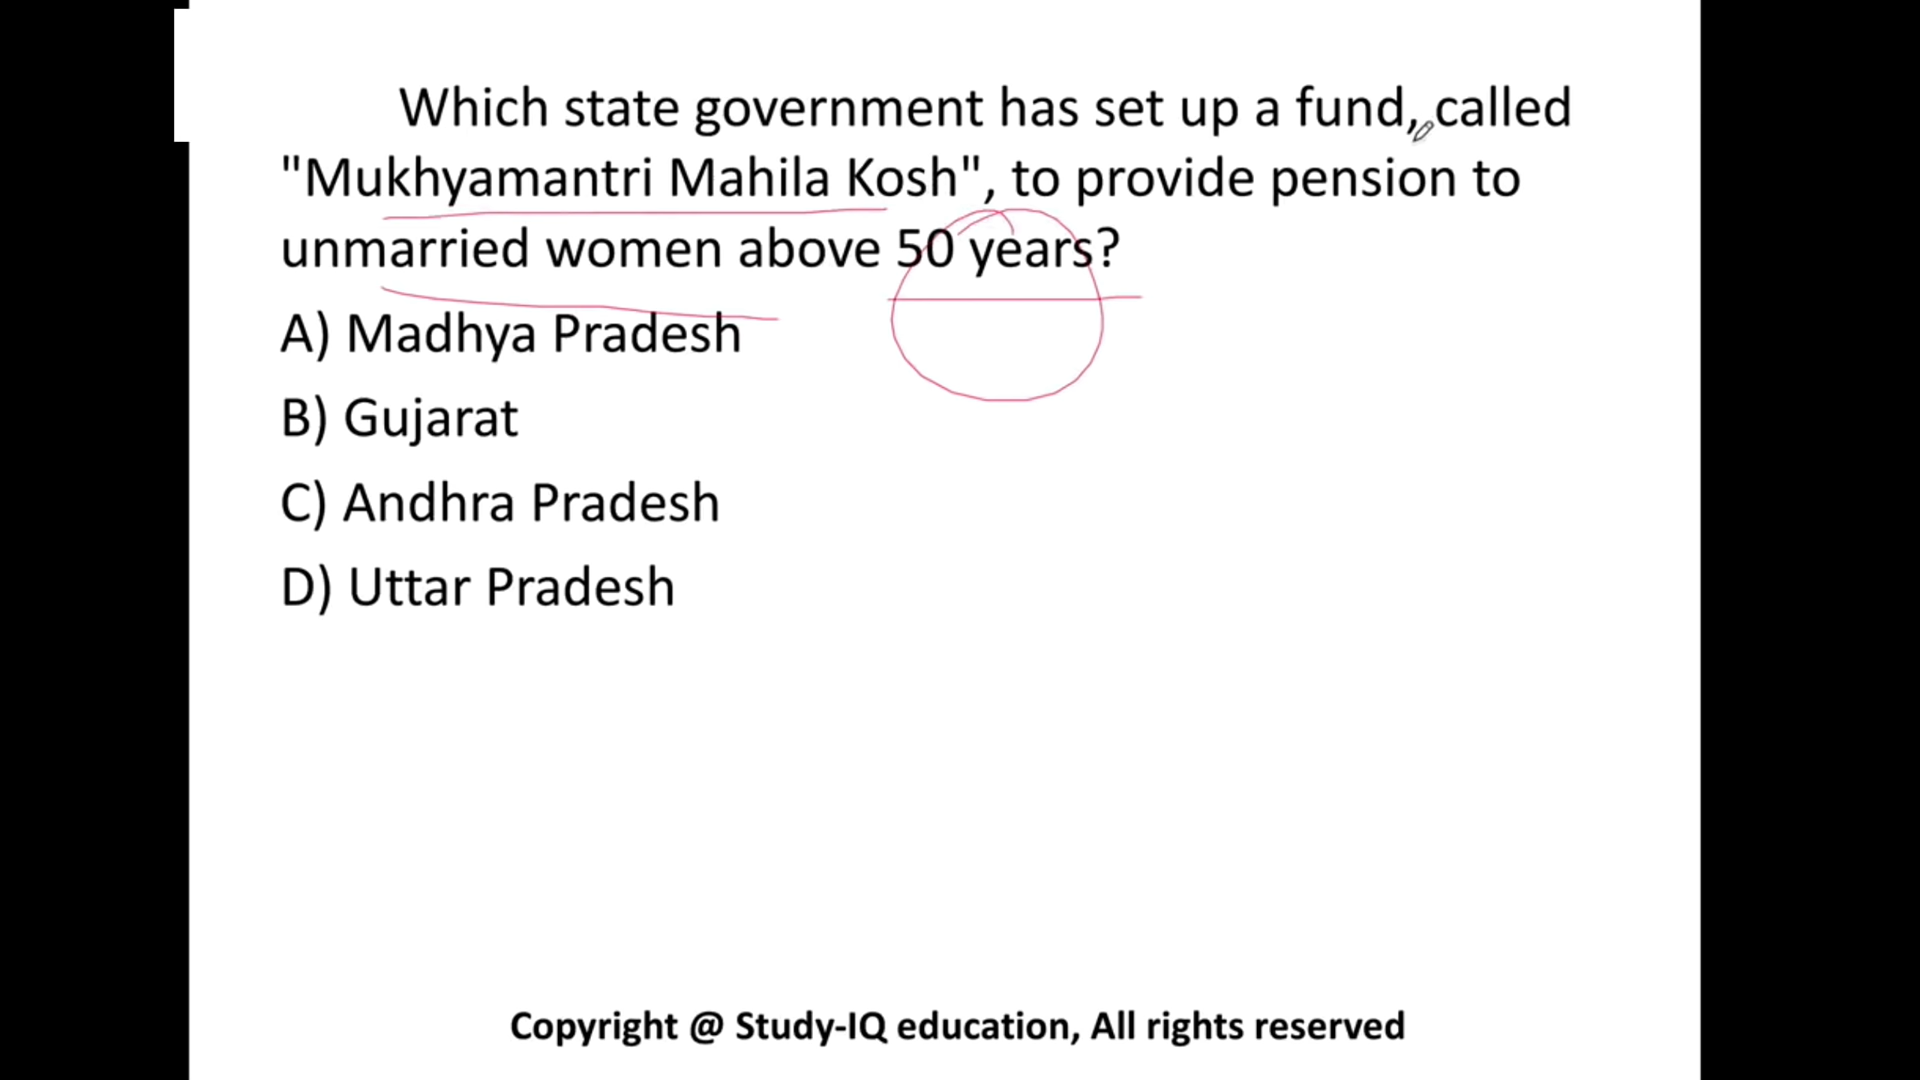 Which state government has set up a fund, called
"Mukhyamantri Mahila Kosh", to provide pension to
unmarried women above 50 years?
A) Madhya Pradesh
B) Gujarat
C) Andhra Pradesh
D) Uttar Pradesh
Copyright @ Study-IQ education, All rights reserved